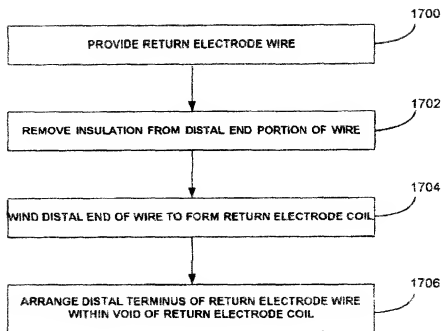 1700
PROVIDE RETURN ELECTRODE WIRE
1702
REMOVE INSULATION FROM DISTAL END PORTION OF WIRE
1704
WIND DISTAL END OF WIRE TO FORM RETURN ELECTRODE COIL
1706
ARRANGE DISTAL TERMINUS OF RETURN ELECTRODE WIRE
WITHIN VOID OF RETURN ELECTRODE COIL